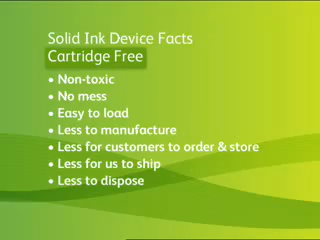 Solid Ink Device Facts
Cartridge Free
• Non-toxic
• No mess
• Easy to load
• Less to manufacture
• Less for customers to order & store
• Less for us to ship
• Less to dispose